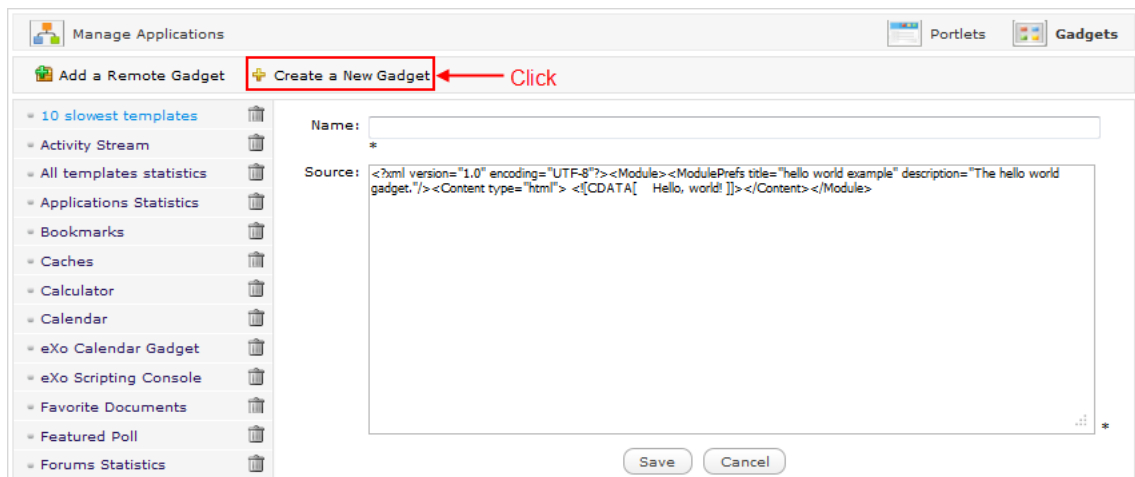 Manage Applications
Portlets
Gadgets
Add a Remote Gadget
Create a New Gadget
Click
10 slowest templates
Activity Stream
All templates statistics
Applications Statistics
Bookmarks
Caches
Calculator
Calendar
eXo Calendar Gadget
eXo Scripting Console
Favorite Documents
Featured Poll
Forums Statistics
Name:
*
Source:
<?xml version="1.0" encoding="UTF-8"?><Module><ModulePrefs title="hello world example" description="The hello world
gadget."/><Content type="html"> <![CDATA[    Hello, world! ]]></Content></Module>
*
Save
Cancel